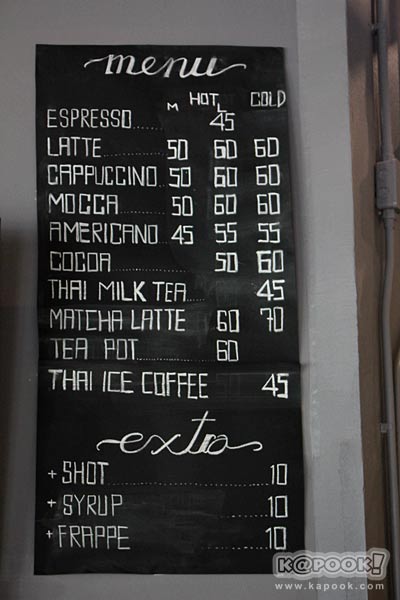 menu
HOT COLD
M L
ESPRESSO........ 45
LATTE.......... 50 60 60
CAPPUCCINO.. 50 60 60
MOCCA........ 50 60 60
AMERICANO.. 45 55 55
COCOA............ 50 60
THAI MILK TEA... 45
MATCHA LATTE 60 70
TEA POT............ 60
THAI ICE COFFEE 45
extra
+ SHOT................10
+ SYRUP..............10
+ FRAPPE............10
K@POOK!
www.kapook.com